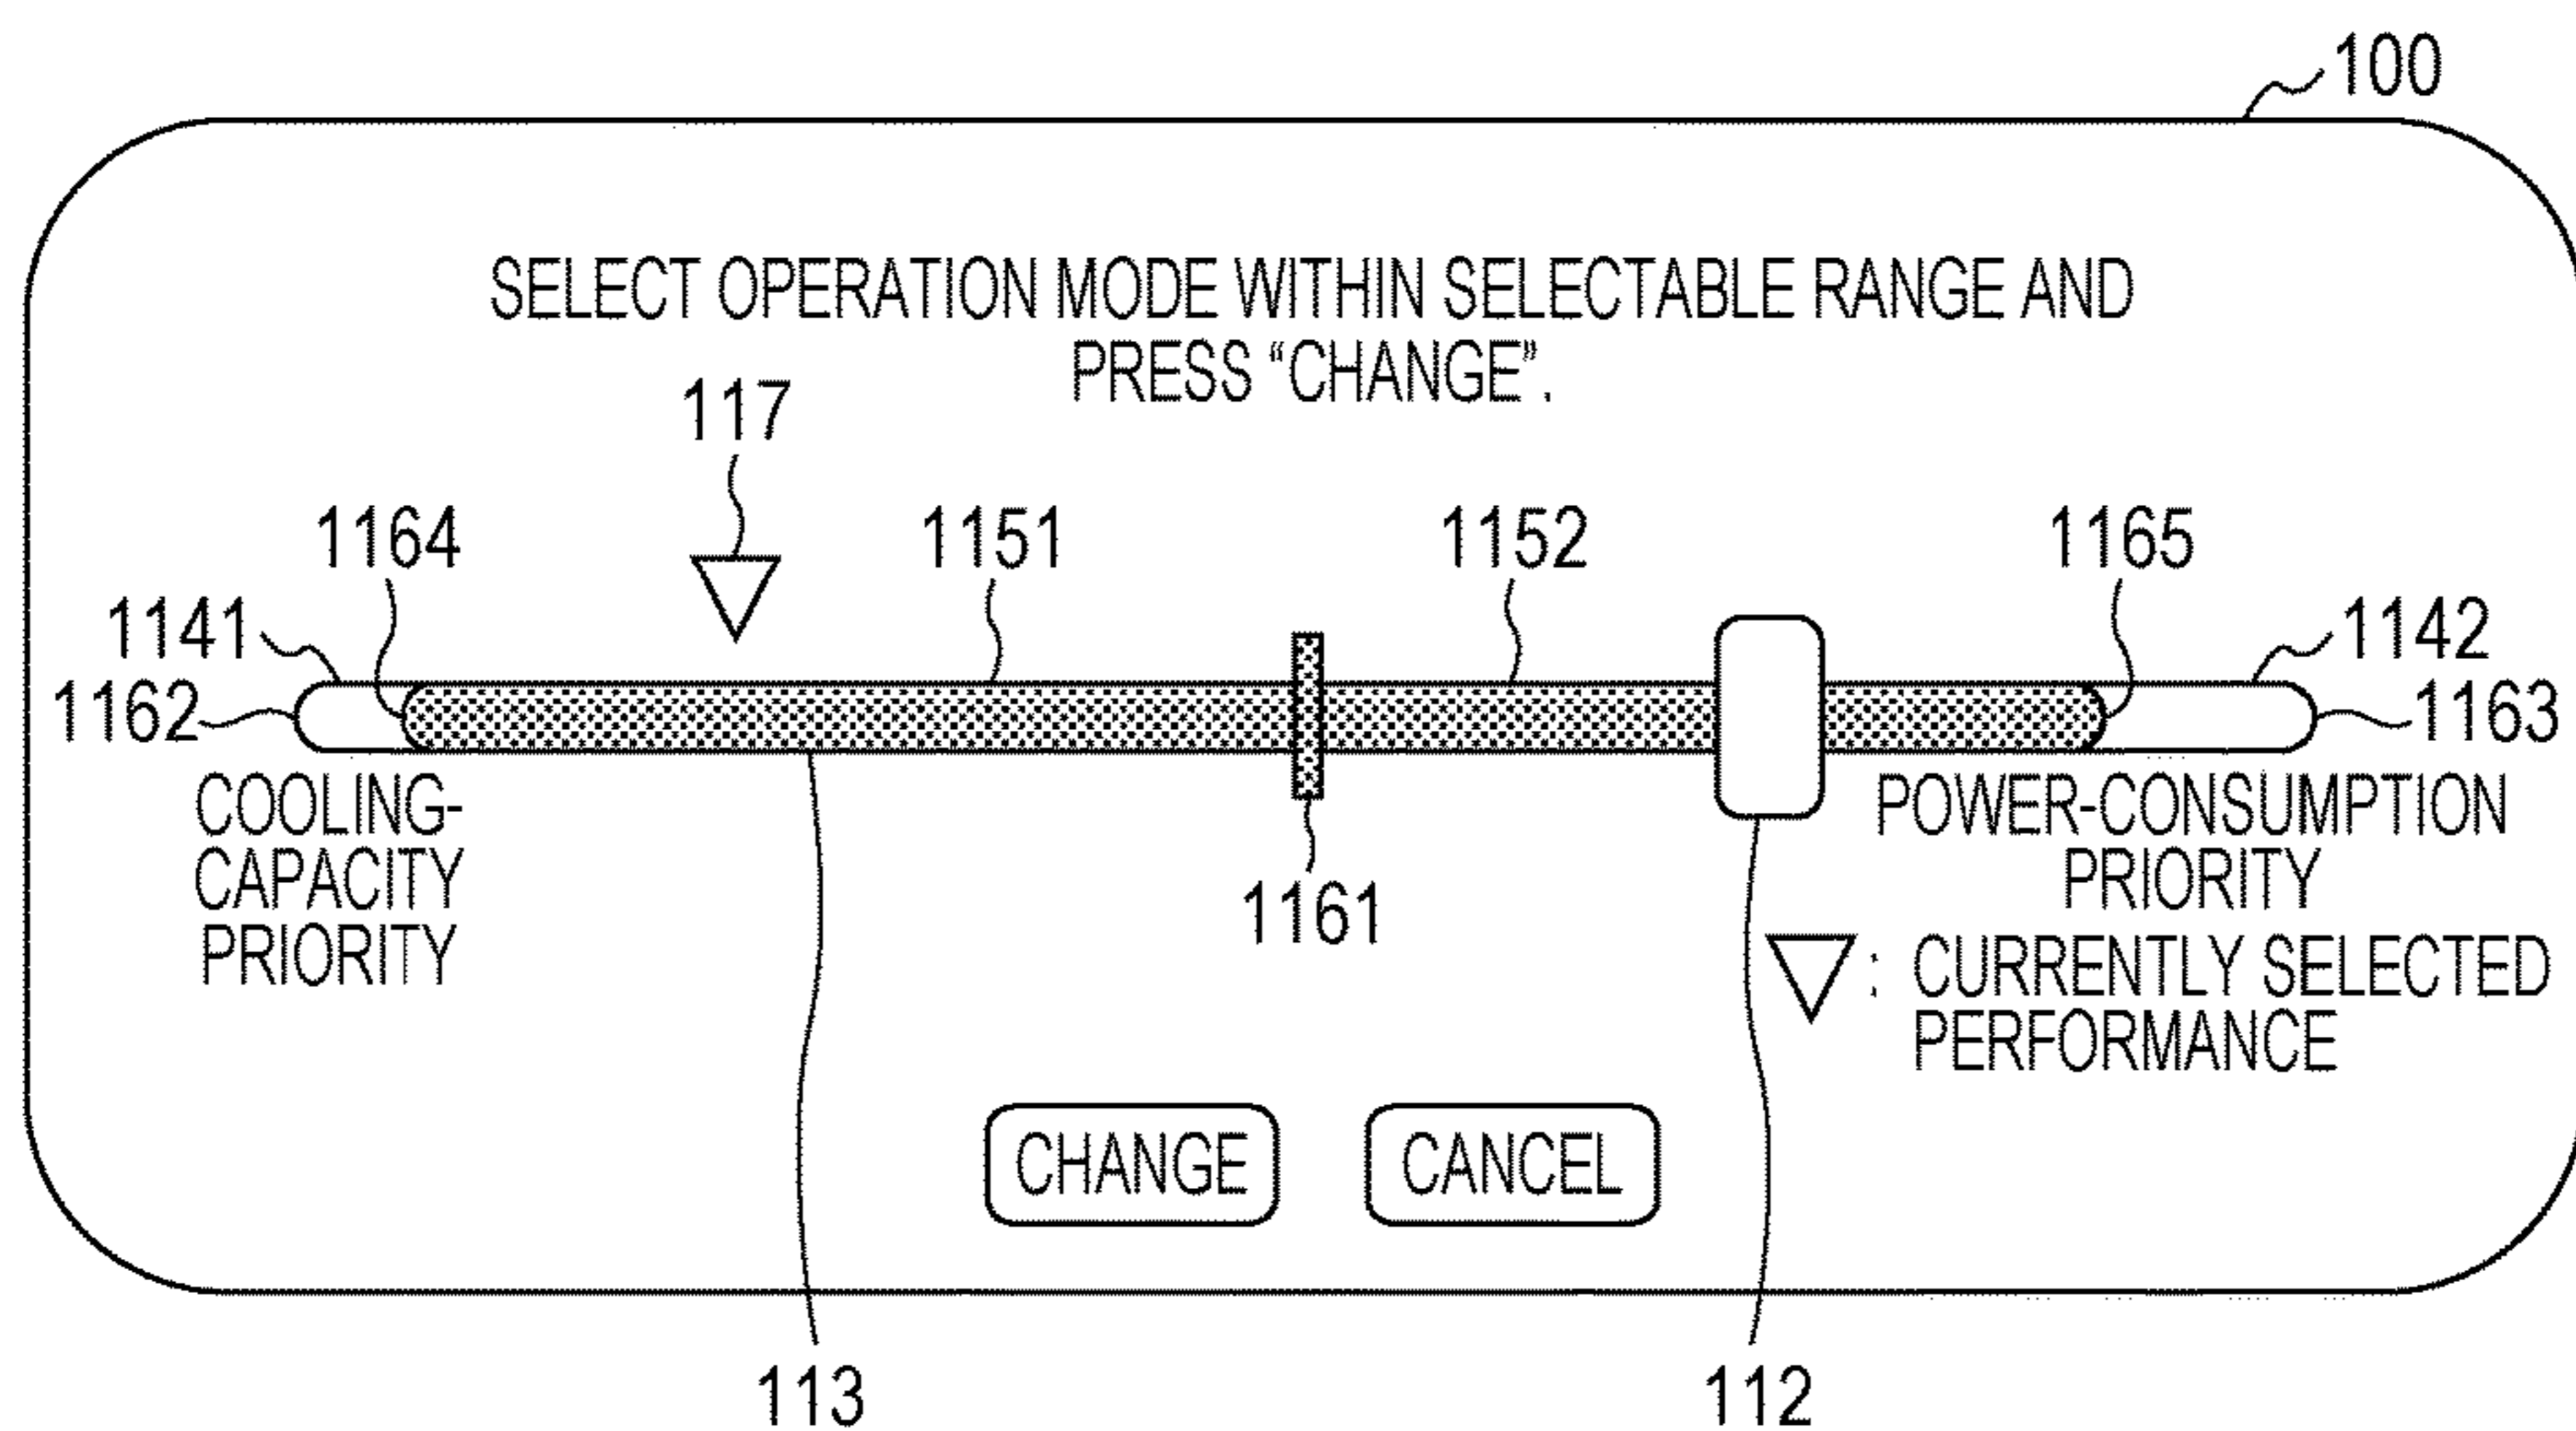 100
SELECT OPERATION MODE WITHIN SELECTABLE RANGE AND
PRESS “CHANGE”.
117
1164
1151
1152
1165
1141
1142
1162
1163
COOLING-
CAPACITY
PRIORITY
POWER-CONSUMPTION
PRIORITY
1161
: CURRENTLY SELECTED
PERFORMANCE
CHANGE
CANCEL
113
112